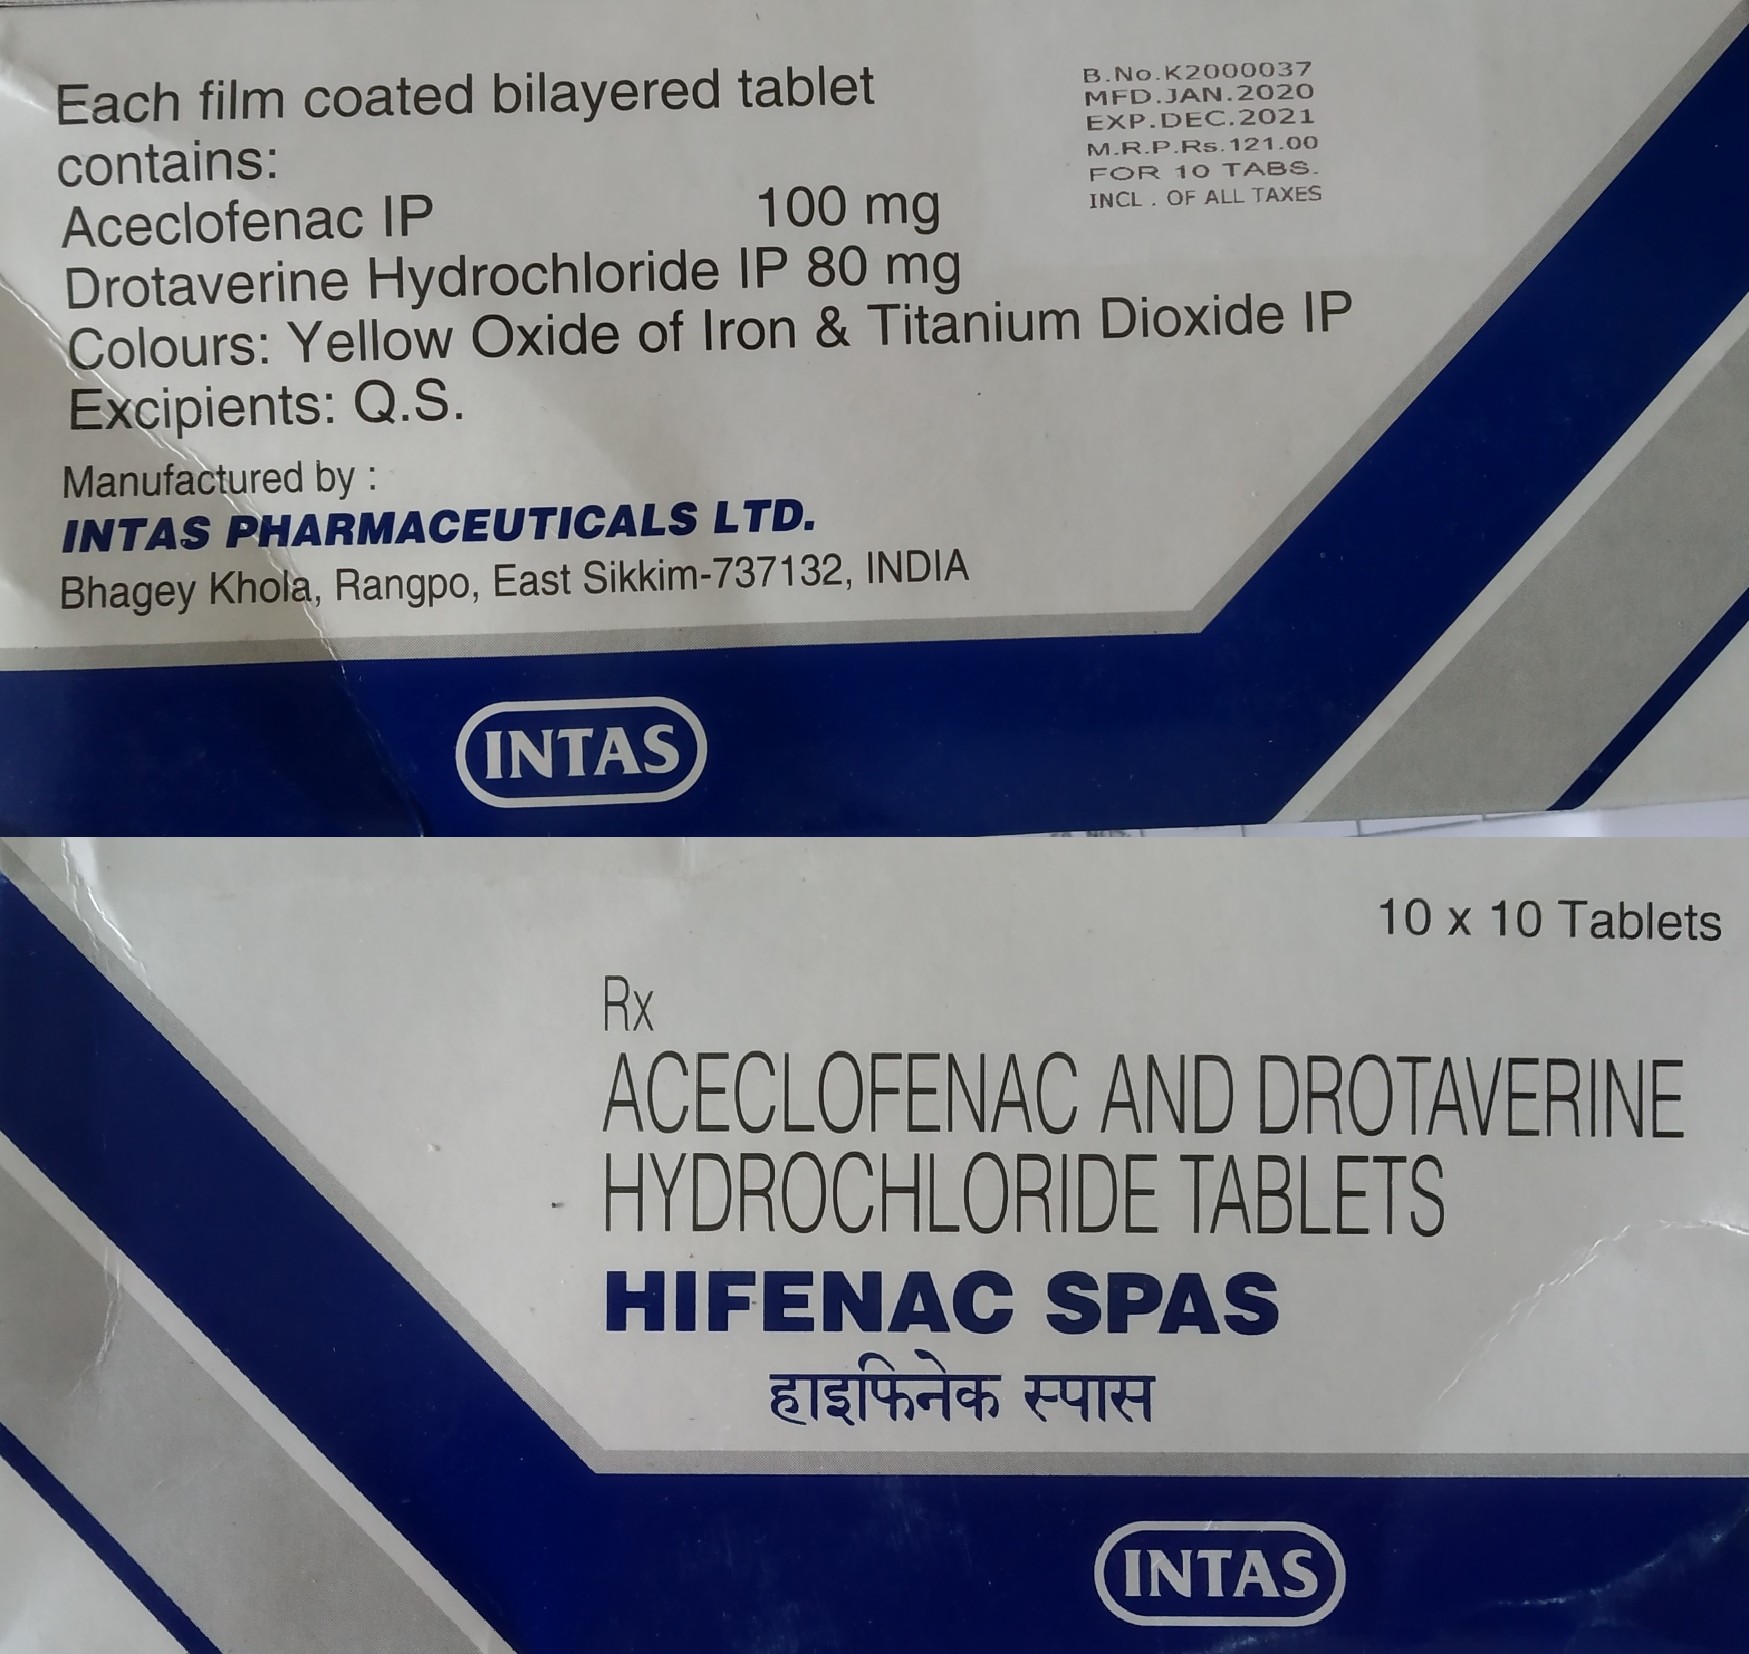 Each film coated bilayered tablet
contains:
Aceclofenac IP 100 mg
Drotaverine Hydrochloride IP 80 mg
Colours: Yellow Oxide of Iron & Titanium Dioxide IP
Excipients: Q.S.
Manufactured by :
INTAS PHARMACEUTICALS LTD.
Bhagey Khola, Rangpo, East Sikkim-737132, INDIA
B.No.K2000037
MFD.JAN.2020
EXP.DEC.2021
M.R.P.Rs.121.00
FOR 10 TABS.
INCL . OF ALL TAXES
INTAS
10 x 10 Tablets
Rx
ACECLOFENAC AND DROTAVERINE
HYDROCHLORIDE TABLETS
HIFENAC SPAS
हाइफिनेक स्पास
INTAS